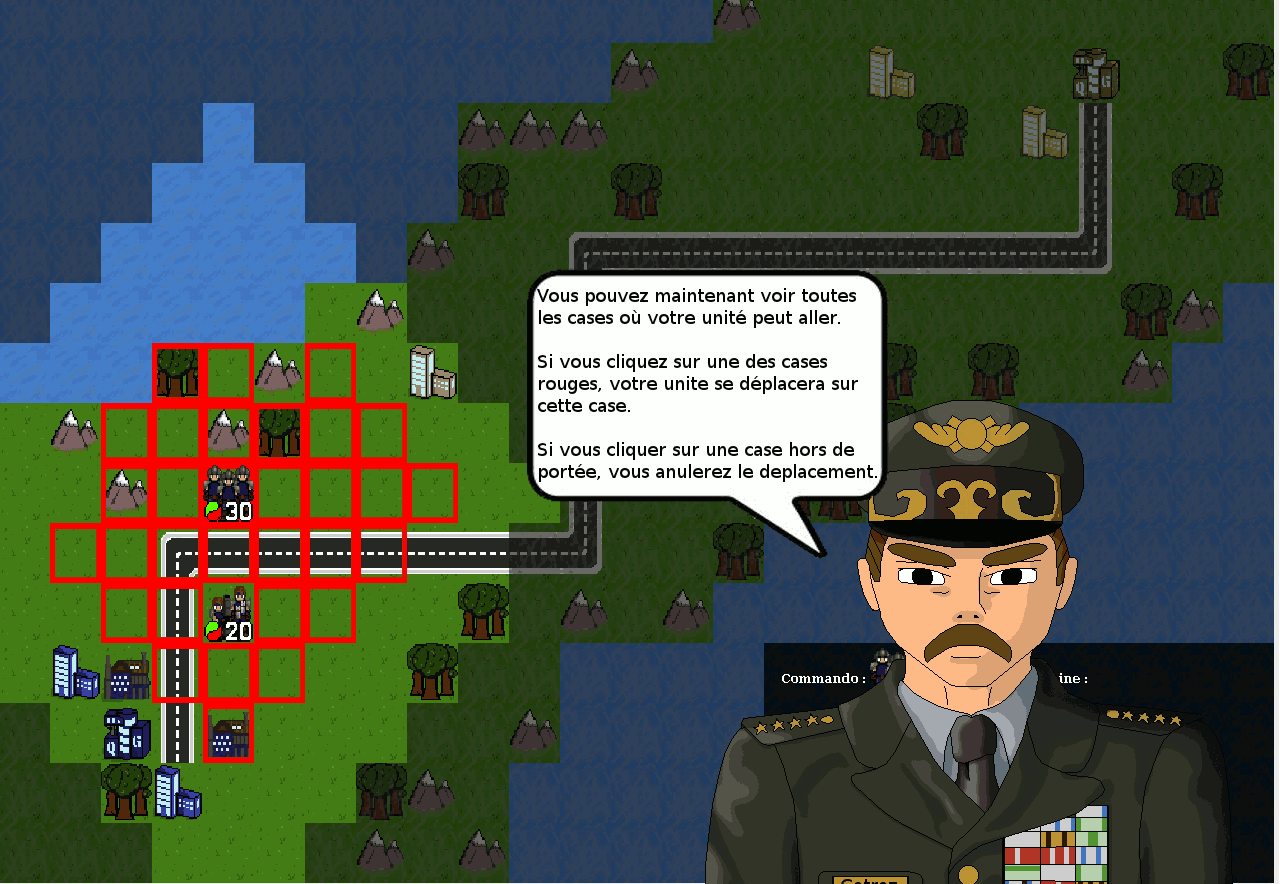 Q G
Vous pouvez maintenant voir toutes
les cases où votre unité peut aller.
Si vous cliquez sur une des cases
rouges, votre unite se déplacera sur
cette case.
Si vous cliquer sur une case hors de
portée, vous anulerez le deplacement.
30
20
Commando :
ine :
Q G